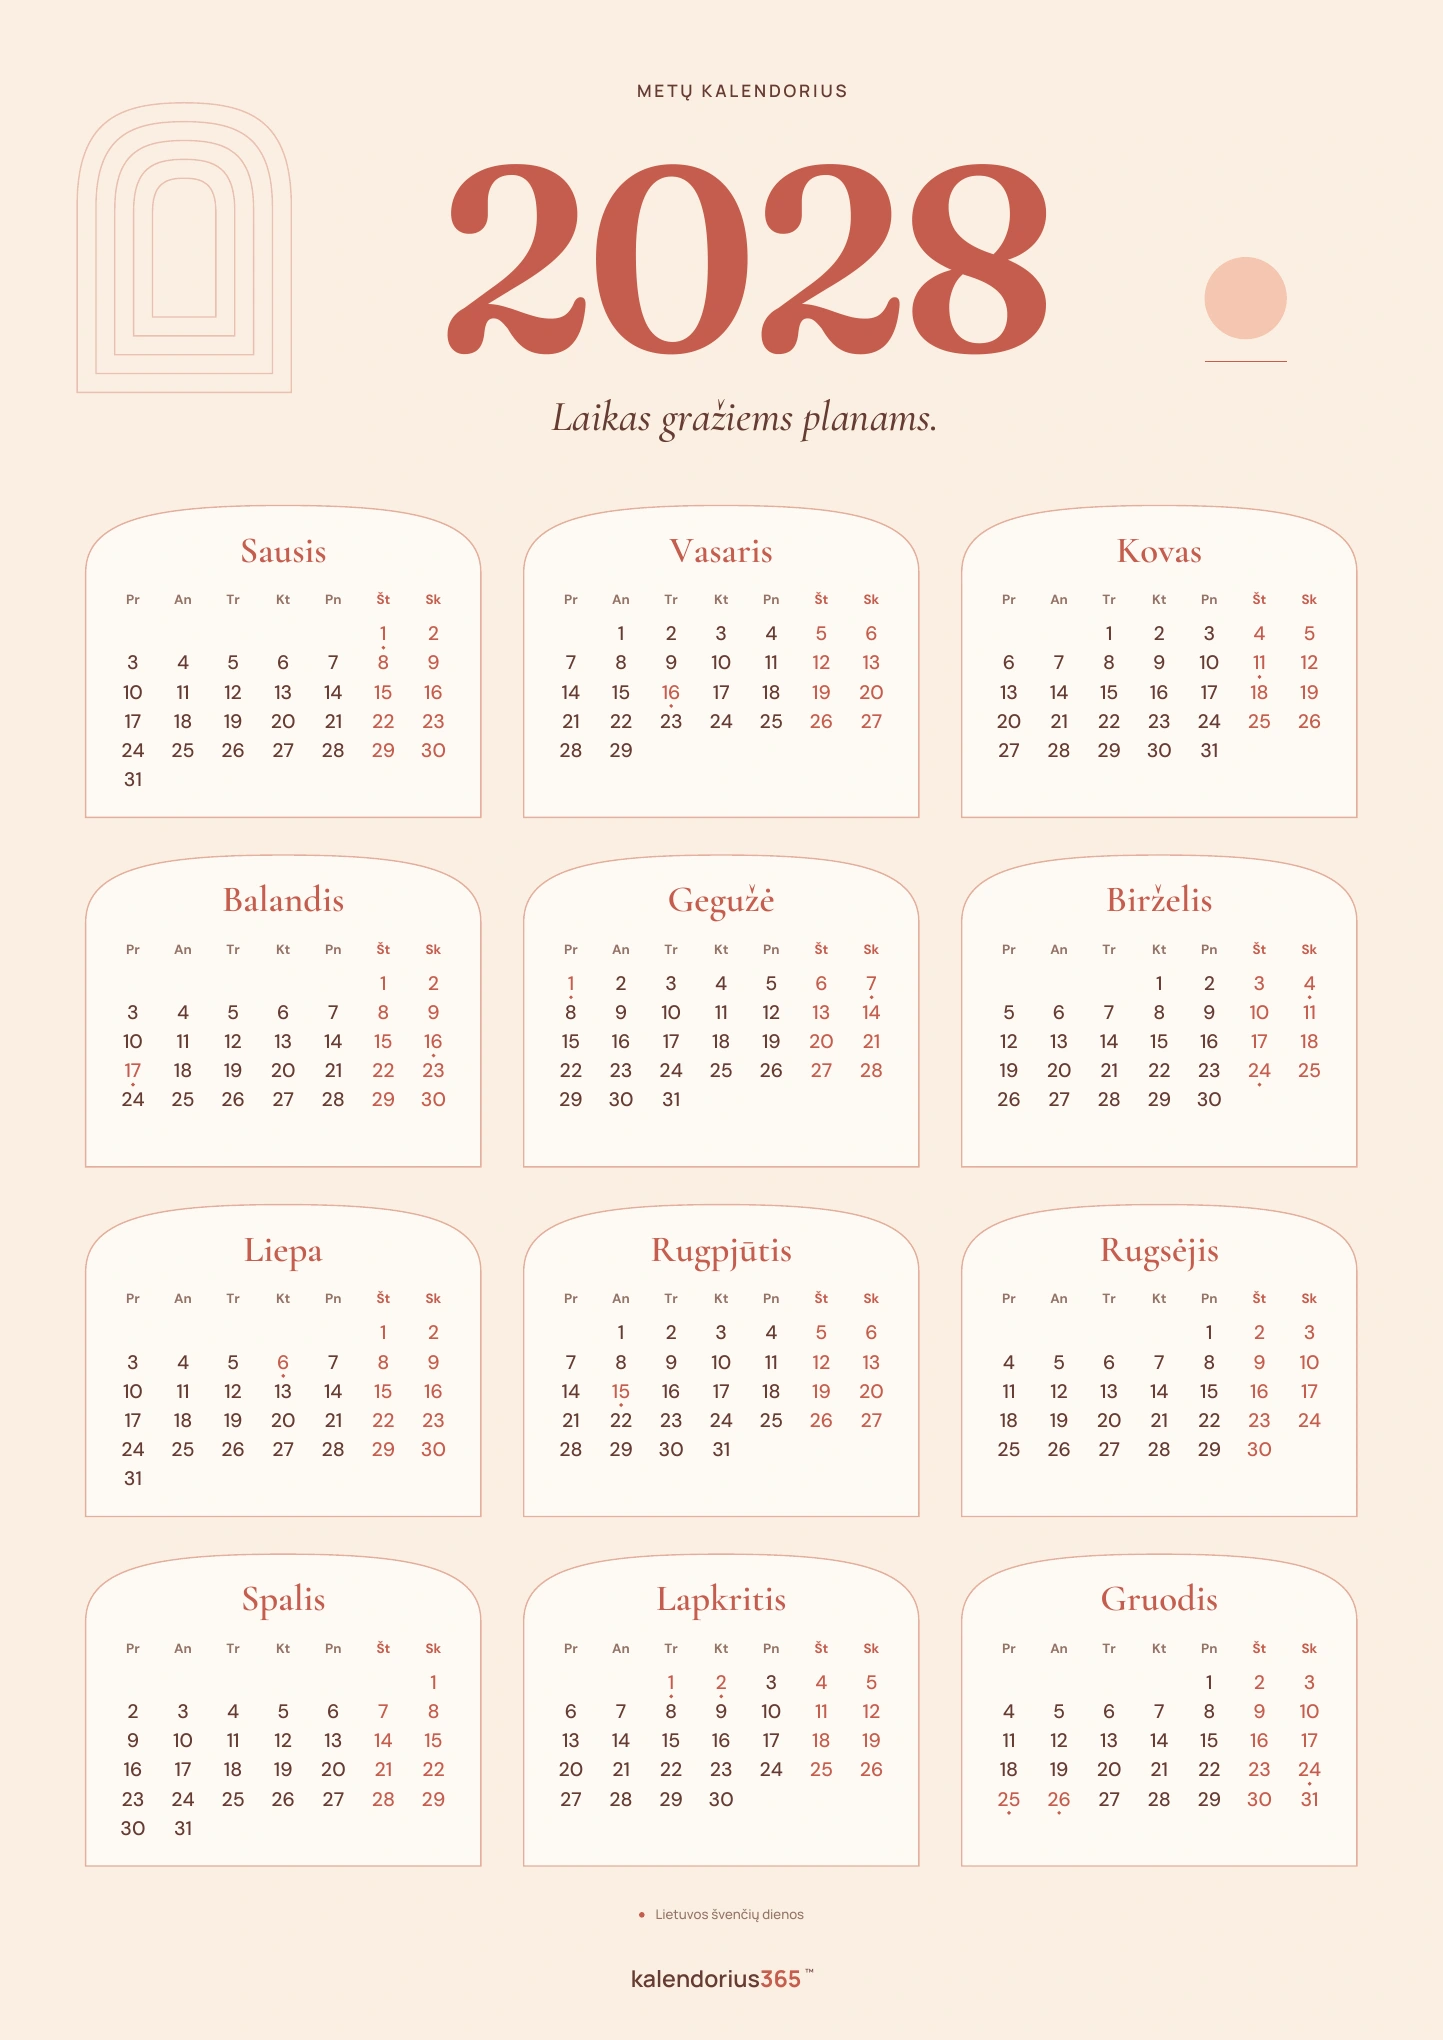 METŲ KALENDORIUS
2028
Laikas gražiems planams.
Sausis
Pr An Tr Kt Pn Št Sk
1 2
3 4 5 6 7 8 9
10 11 12 13 14 15 16
17 18 19 20 21 22 23
24 25 26 27 28 29 30
31
Vasaris
Pr An Tr Kt Pn Št Sk
1 2 3 4 5 6
7 8 9 10 11 12 13
14 15 16 17 18 19 20
21 22 23 24 25 26 27
28 29
Kovas
Pr An Tr Kt Pn Št Sk
1 2 3 4 5
6 7 8 9 10 11 12
13 14 15 16 17 18 19
20 21 22 23 24 25 26
27 28 29 30 31
Balandis
Pr An Tr Kt Pn Št Sk
1 2
3 4 5 6 7 8 9
10 11 12 13 14 15 16
17 18 19 20 21 22 23
24 25 26 27 28 29 30
Gegužė
Pr An Tr Kt Pn Št Sk
1 2 3 4 5 6 7
8 9 10 11 12 13 14
15 16 17 18 19 20 21
22 23 24 25 26 27 28
29 30 31
Birželis
Pr An Tr Kt Pn Št Sk
1 2 3 4
5 6 7 8 9 10 11
12 13 14 15 16 17 18
19 20 21 22 23 24 25
26 27 28 29 30
Liepa
Pr An Tr Kt Pn Št Sk
1 2
3 4 5 6 7 8 9
10 11 12 13 14 15 16
17 18 19 20 21 22 23
24 25 26 27 28 29 30
31
Rugpjūtis
Pr An Tr Kt Pn Št Sk
1 2 3 4 5 6
7 8 9 10 11 12 13
14 15 16 17 18 19 20
21 22 23 24 25 26 27
28 29 30 31
Rugsėjis
Pr An Tr Kt Pn Št Sk
1 2 3
4 5 6 7 8 9 10
11 12 13 14 15 16 17
18 19 20 21 22 23 24
25 26 27 28 29 30
Spalis
Pr An Tr Kt Pn Št Sk
1
2 3 4 5 6 7 8
9 10 11 12 13 14 15
16 17 18 19 20 21 22
23 24 25 26 27 28 29
30 31
Lapkritis
Pr An Tr Kt Pn Št Sk
1 2 3 4 5
6 7 8 9 10 11 12
13 14 15 16 17 18 19
20 21 22 23 24 25 26
27 28 29 30
Gruodis
Pr An Tr Kt Pn Št Sk
1 2 3
4 5 6 7 8 9 10
11 12 13 14 15 16 17
18 19 20 21 22 23 24
25 26 27 28 29 30 31
• Lietuvos švenčių dienos
kalendorius365™